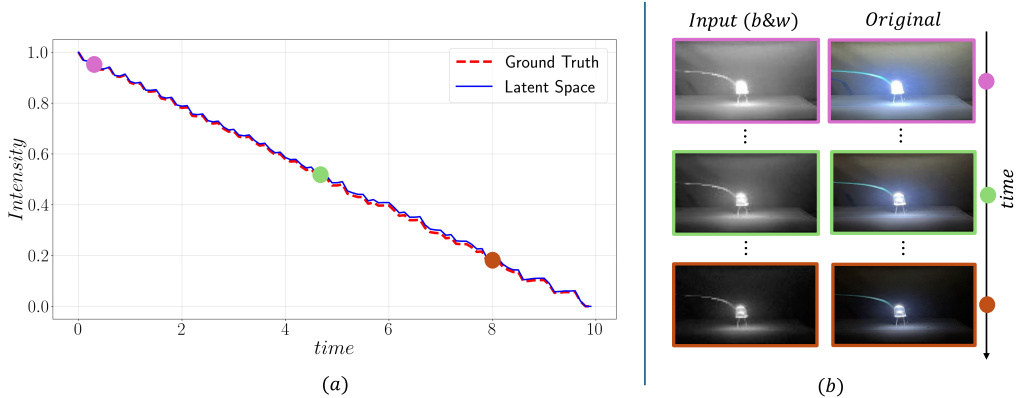 Intensity
1.0
0.8
0.6
0.4
0.2
0.0
0 2 4 6 8 10
time
Ground Truth
Latent Space
(a)
Input (b&w) Original
time
(b)